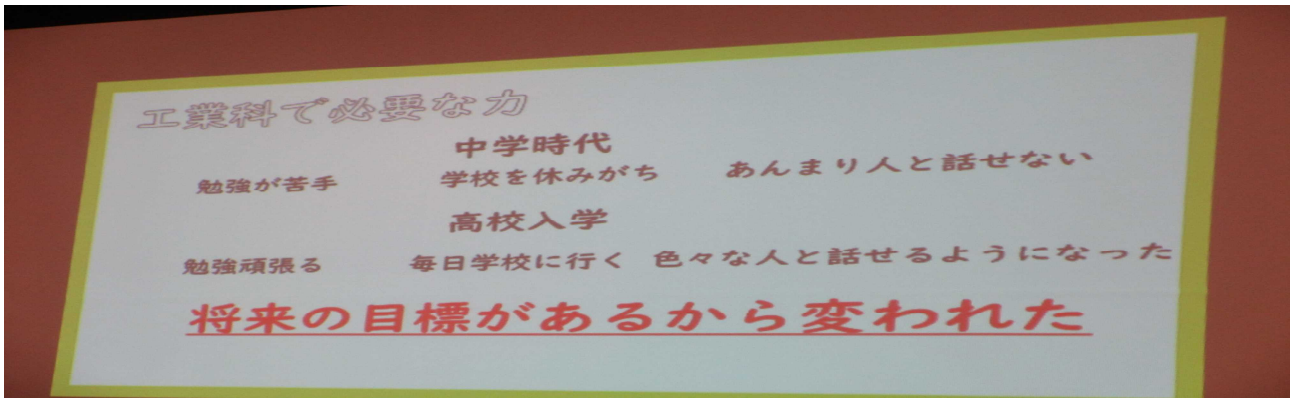 工業科で必要な力
中学時代
勉強が苦手 学校を休みがち あんまり人と話せない
高校入学
勉強頑張る 毎日学校に行く 色々な人と話せるようになった
将来の目標があるから変われた